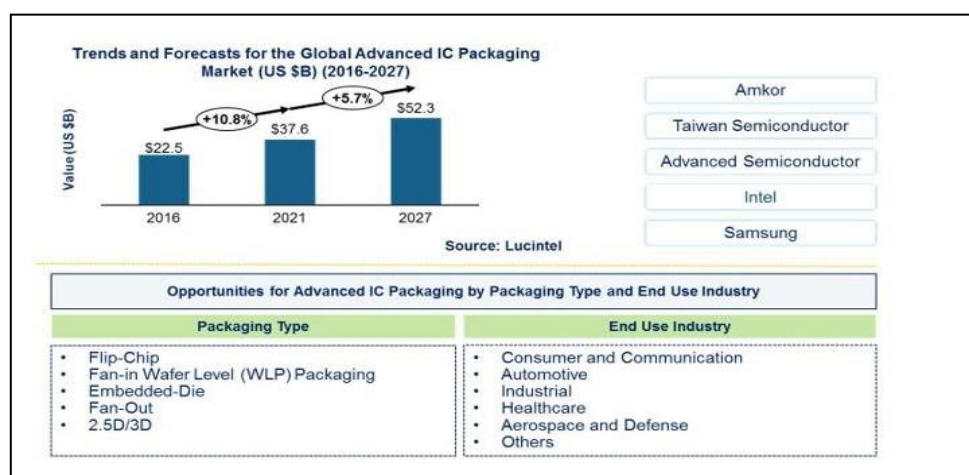 Trends and Forecasts for the Global Advanced IC Packaging
Market (US $B) (2016-2027)
Value (US $B)
+10.8%
+5.7%
$22.5
$37.6
$52.3
2016
2021
2027
Source: Lucintel
Amkor
Taiwan Semiconductor
Advanced Semiconductor
Intel
Samsung
Opportunities for Advanced IC Packaging by Packaging Type and End Use Industry
Packaging Type
• Flip-Chip
• Fan-in Wafer Level (WLP) Packaging
• Embedded-Die
• Fan-Out
• 2.5D/3D
End Use Industry
• Consumer and Communication
• Automotive
• Industrial
• Healthcare
• Aerospace and Defense
• Others